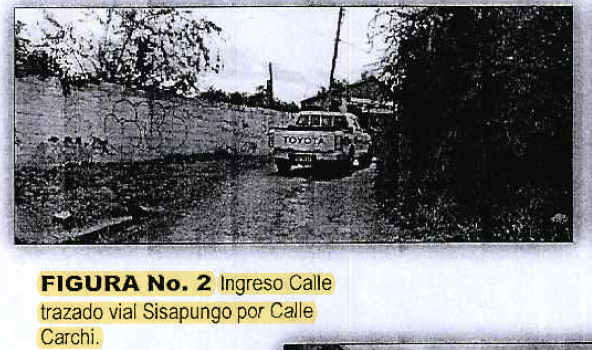 TOYOTA
FIGURA No. 2 Ingreso Calle
trazado vial Sisapungo por Calle
Carchi.